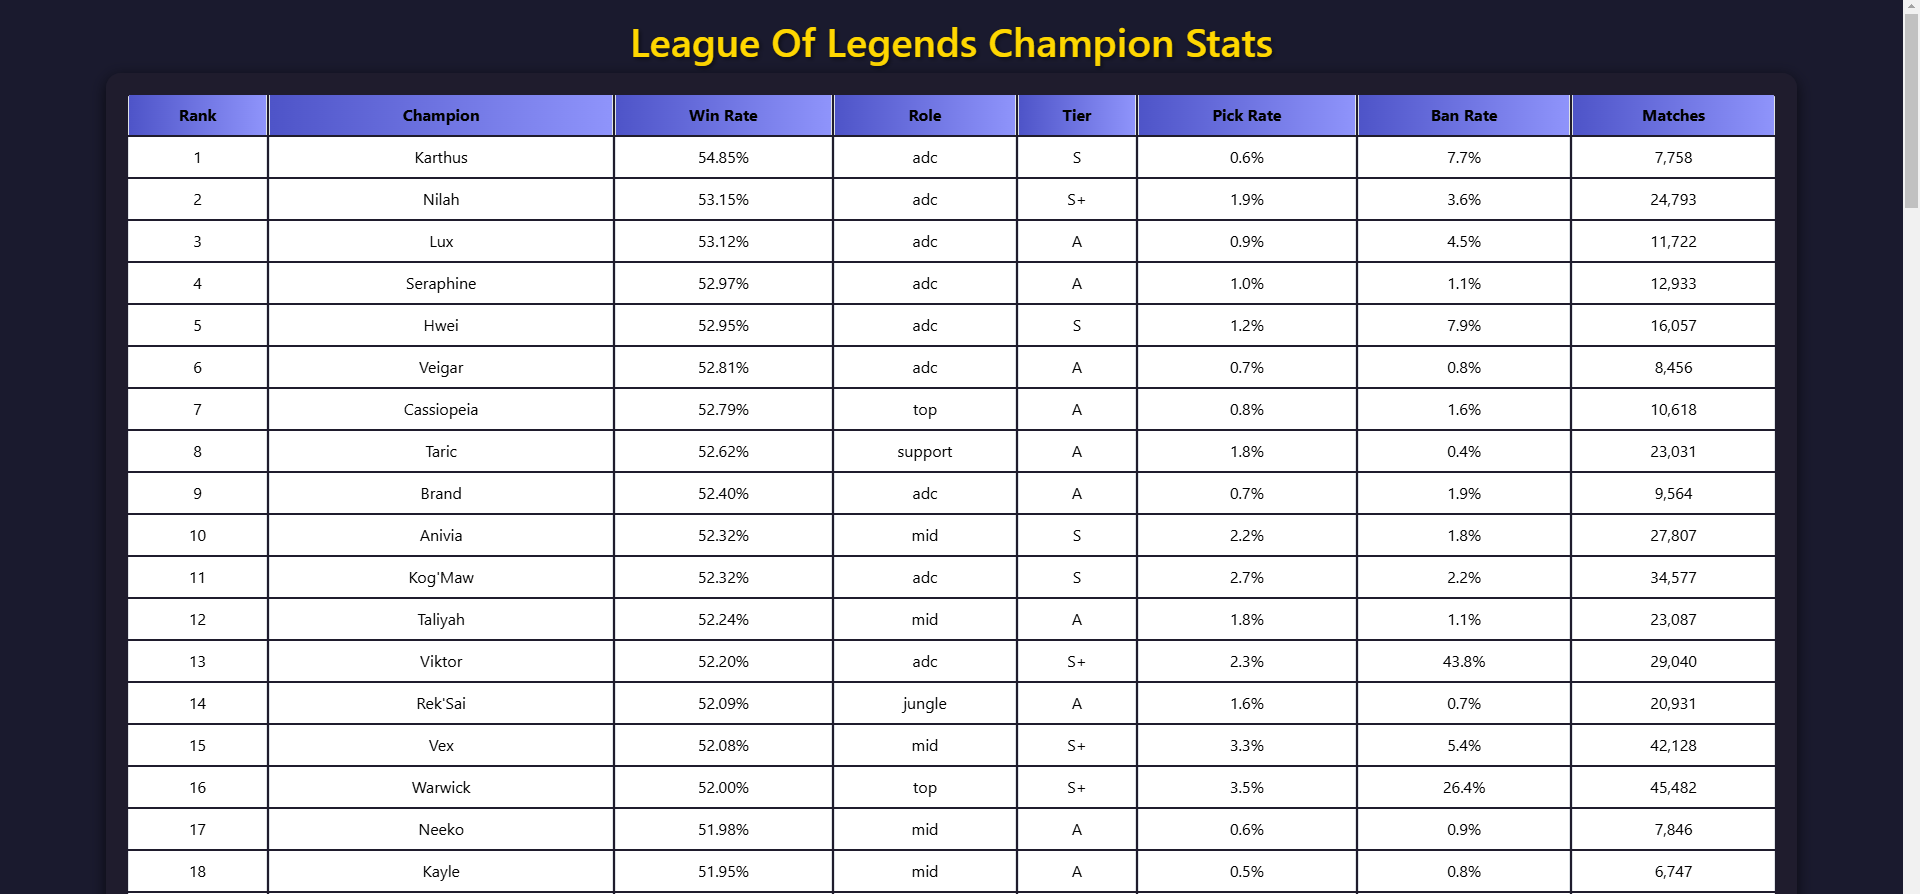 League Of Legends Champion Stats
Rank Champion Win Rate Role Tier Pick Rate Ban Rate Matches
1 Karthus 54.85% adc S 0.6% 7.7% 7,758
2 Nilah 53.15% adc S+ 1.9% 3.6% 24,793
3 Lux 53.12% adc A 0.9% 4.5% 11,722
4 Seraphine 52.97% adc A 1.0% 1.1% 12,933
5 Hwei 52.95% adc S 1.2% 7.9% 16,057
6 Veigar 52.81% adc A 0.7% 0.8% 8,456
7 Cassiopeia 52.79% top A 0.8% 1.6% 10,618
8 Taric 52.62% support A 1.8% 0.4% 23,031
9 Brand 52.40% adc A 0.7% 1.9% 9,564
10 Anivia 52.32% mid S 2.2% 1.8% 27,807
11 Kog'Maw 52.32% adc S 2.7% 2.2% 34,577
12 Taliyah 52.24% mid A 1.8% 1.1% 23,087
13 Viktor 52.20% adc S+ 2.3% 43.8% 29,040
14 Rek'Sai 52.09% jungle A 1.6% 0.7% 20,931
15 Vex 52.08% mid S+ 3.3% 5.4% 42,128
16 Warwick 52.00% top S+ 3.5% 26.4% 45,482
17 Neeko 51.98% mid A 0.6% 0.9% 7,846
18 Kayle 51.95% mid A 0.5% 0.8% 6,747